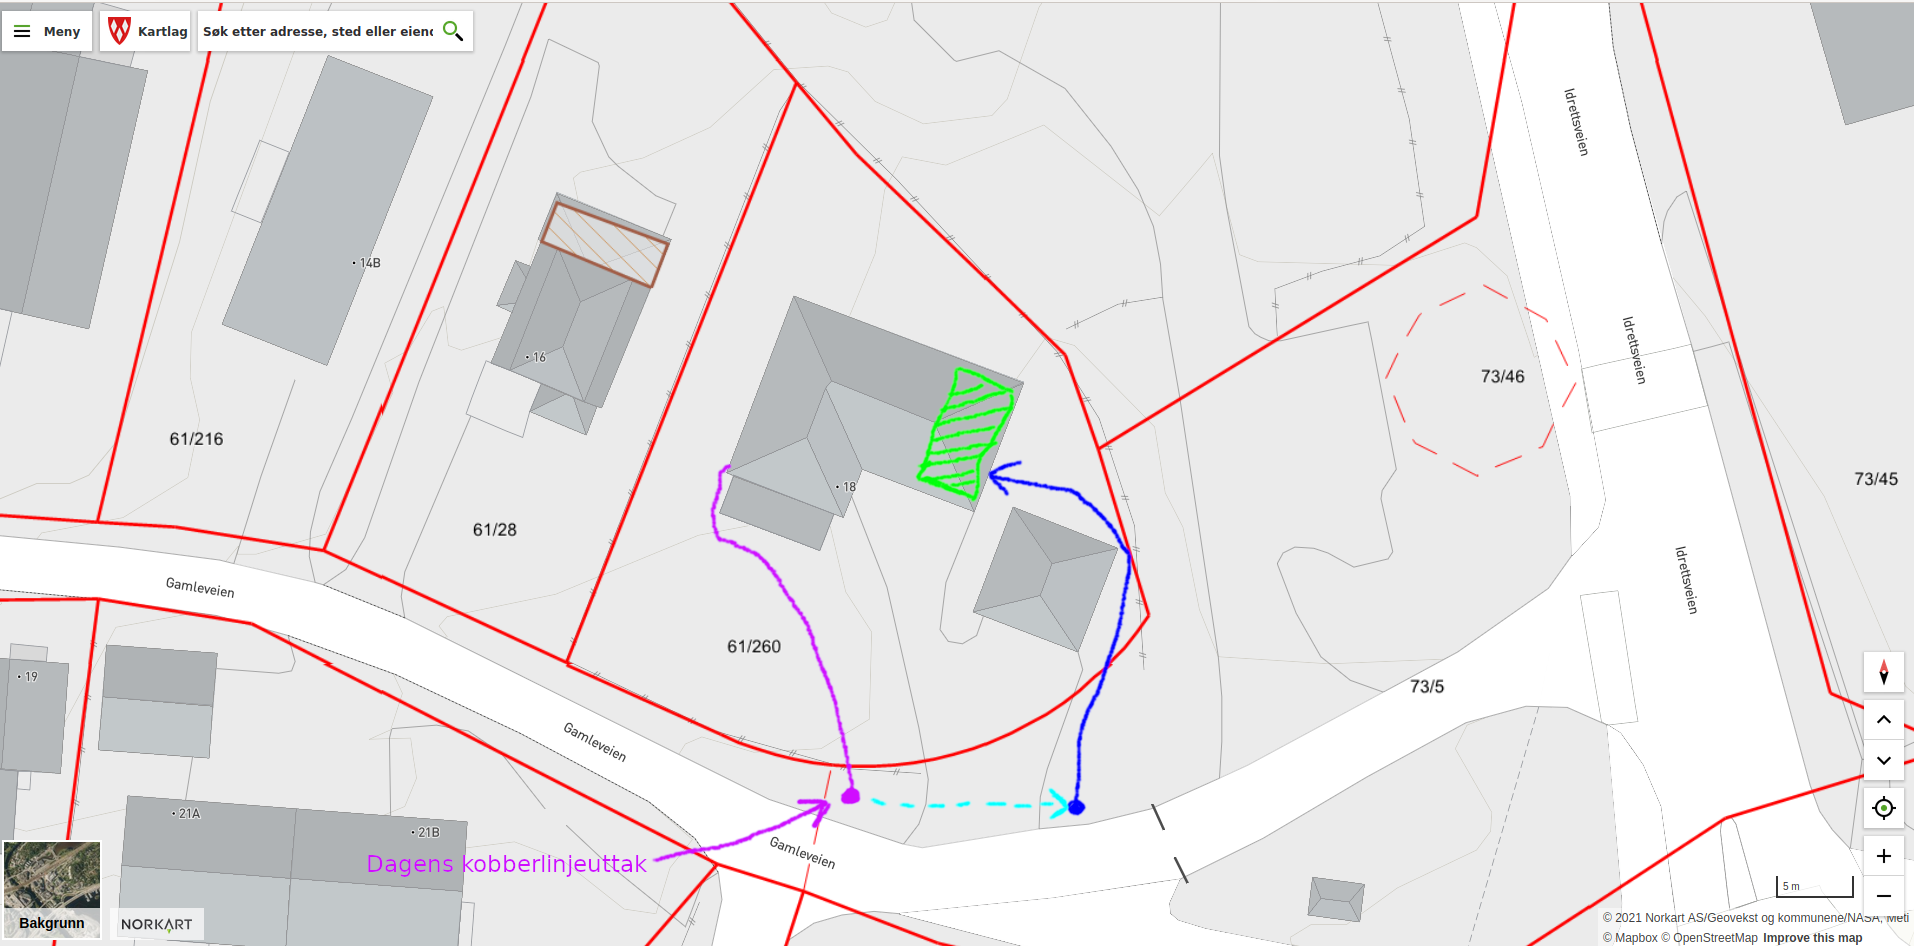 Meny
Kartlag
Søk etter adresse, sted eller eien
Idrettsveien
14B
16
Idrettsveien
73/46
61/216
18
73/45
61/28
Idrettsveien
Gamleveien
61/260
19
73/5
Gamleveien
21A
21B
Gamleveien
Dagens kobberlinjeuttak
5 m
Bakgrunn
NORKART
© 2021 Norkart AS/Geovekst og kommunene/NASA, Meti
© Mapbox © OpenStreetMap Improve this map